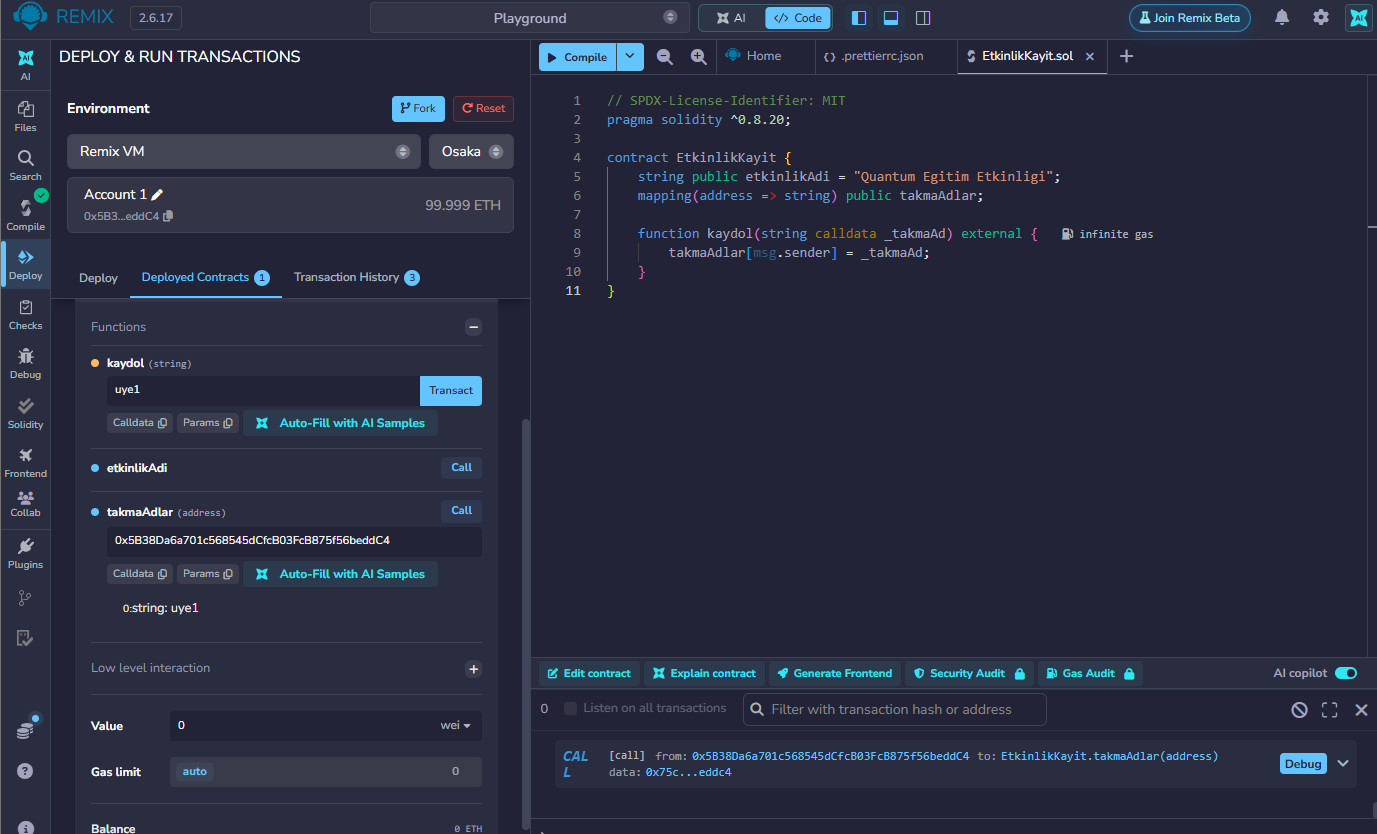 REMIX 2.6.17 Playground AI </> Code Join Remix Beta AI
AI
Files
Search
Compile
Deploy
Checks
Debug
Solidity
Frontend
Collab
Plugins
DEPLOY & RUN TRANSACTIONS
Environment Fork Reset
Remix VM Osaka
Account 1
0x5B3...eddC4 99.999 ETH
Deploy Deployed Contracts 1 Transaction History 3
Functions
kaydol (string)
uye1 Transact
Calldata Params Auto-Fill with AI Samples
etkinlikAdi Call
takmaAdlar (address) Call
0x5B38Da6a701c568545dCfcB03FcB875f56beddC4
Calldata Params Auto-Fill with AI Samples
0:string: uye1
Low level interaction
Value 0 wei
Gas limit auto 0
Balance 0 ETH
Compile Home {} .prettierrc.json EtkinlikKayit.sol
1 // SPDX-License-Identifier: MIT
2 pragma solidity ^0.8.20;
3
4 contract EtkinlikKayit {
5 string public etkinlikAdi = "Quantum Egitim Etkinligi";
6 mapping(address => string) public takmaAdlar;
7
8 function kaydol(string calldata _takmaAd) external { infinite gas
9 takmaAdlar[msg.sender] = _takmaAd;
10 }
11 }
Edit contract Explain contract Generate Frontend Security Audit Gas Audit AI copilot
0 Listen on all transactions Filter with transaction hash or address
CAL [call] from: 0x5B38Da6a701c568545dCfcB03FcB875f56beddC4 to: EtkinlikKayit.takmaAdlar(address) Debug
L data: 0x75c...eddc4